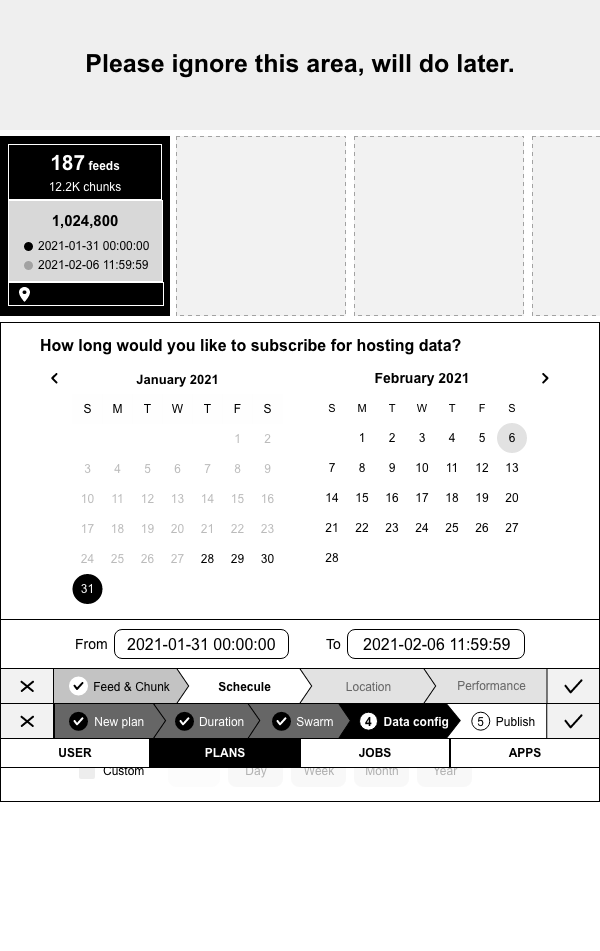 Please ignore this area, will do later.
187 feeds
12.2K chunks
1,024,800
2021-01-31 00:00:00
2021-02-06 11:59:59
How long would you like to subscribe for hosting data?
January 2021
S M T W T F S
1 2
3 4 5 6 7 8 9
10 11 12 13 14 15 16
17 18 19 20 21 22 23
24 25 26 27 28 29 30
31
February 2021
S M T W T F S
1 2 3 4 5 6
7 8 9 10 11 12 13
14 15 16 17 18 19 20
21 22 23 24 25 26 27
28
From 2021-01-31 00:00:00 To 2021-02-06 11:59:59
Feed & Chunk Schecule Location Performance
New plan Duration Swarm 4 Data config 5 Publish
USER PLANS JOBS APPS
Custom Day Week Month Year